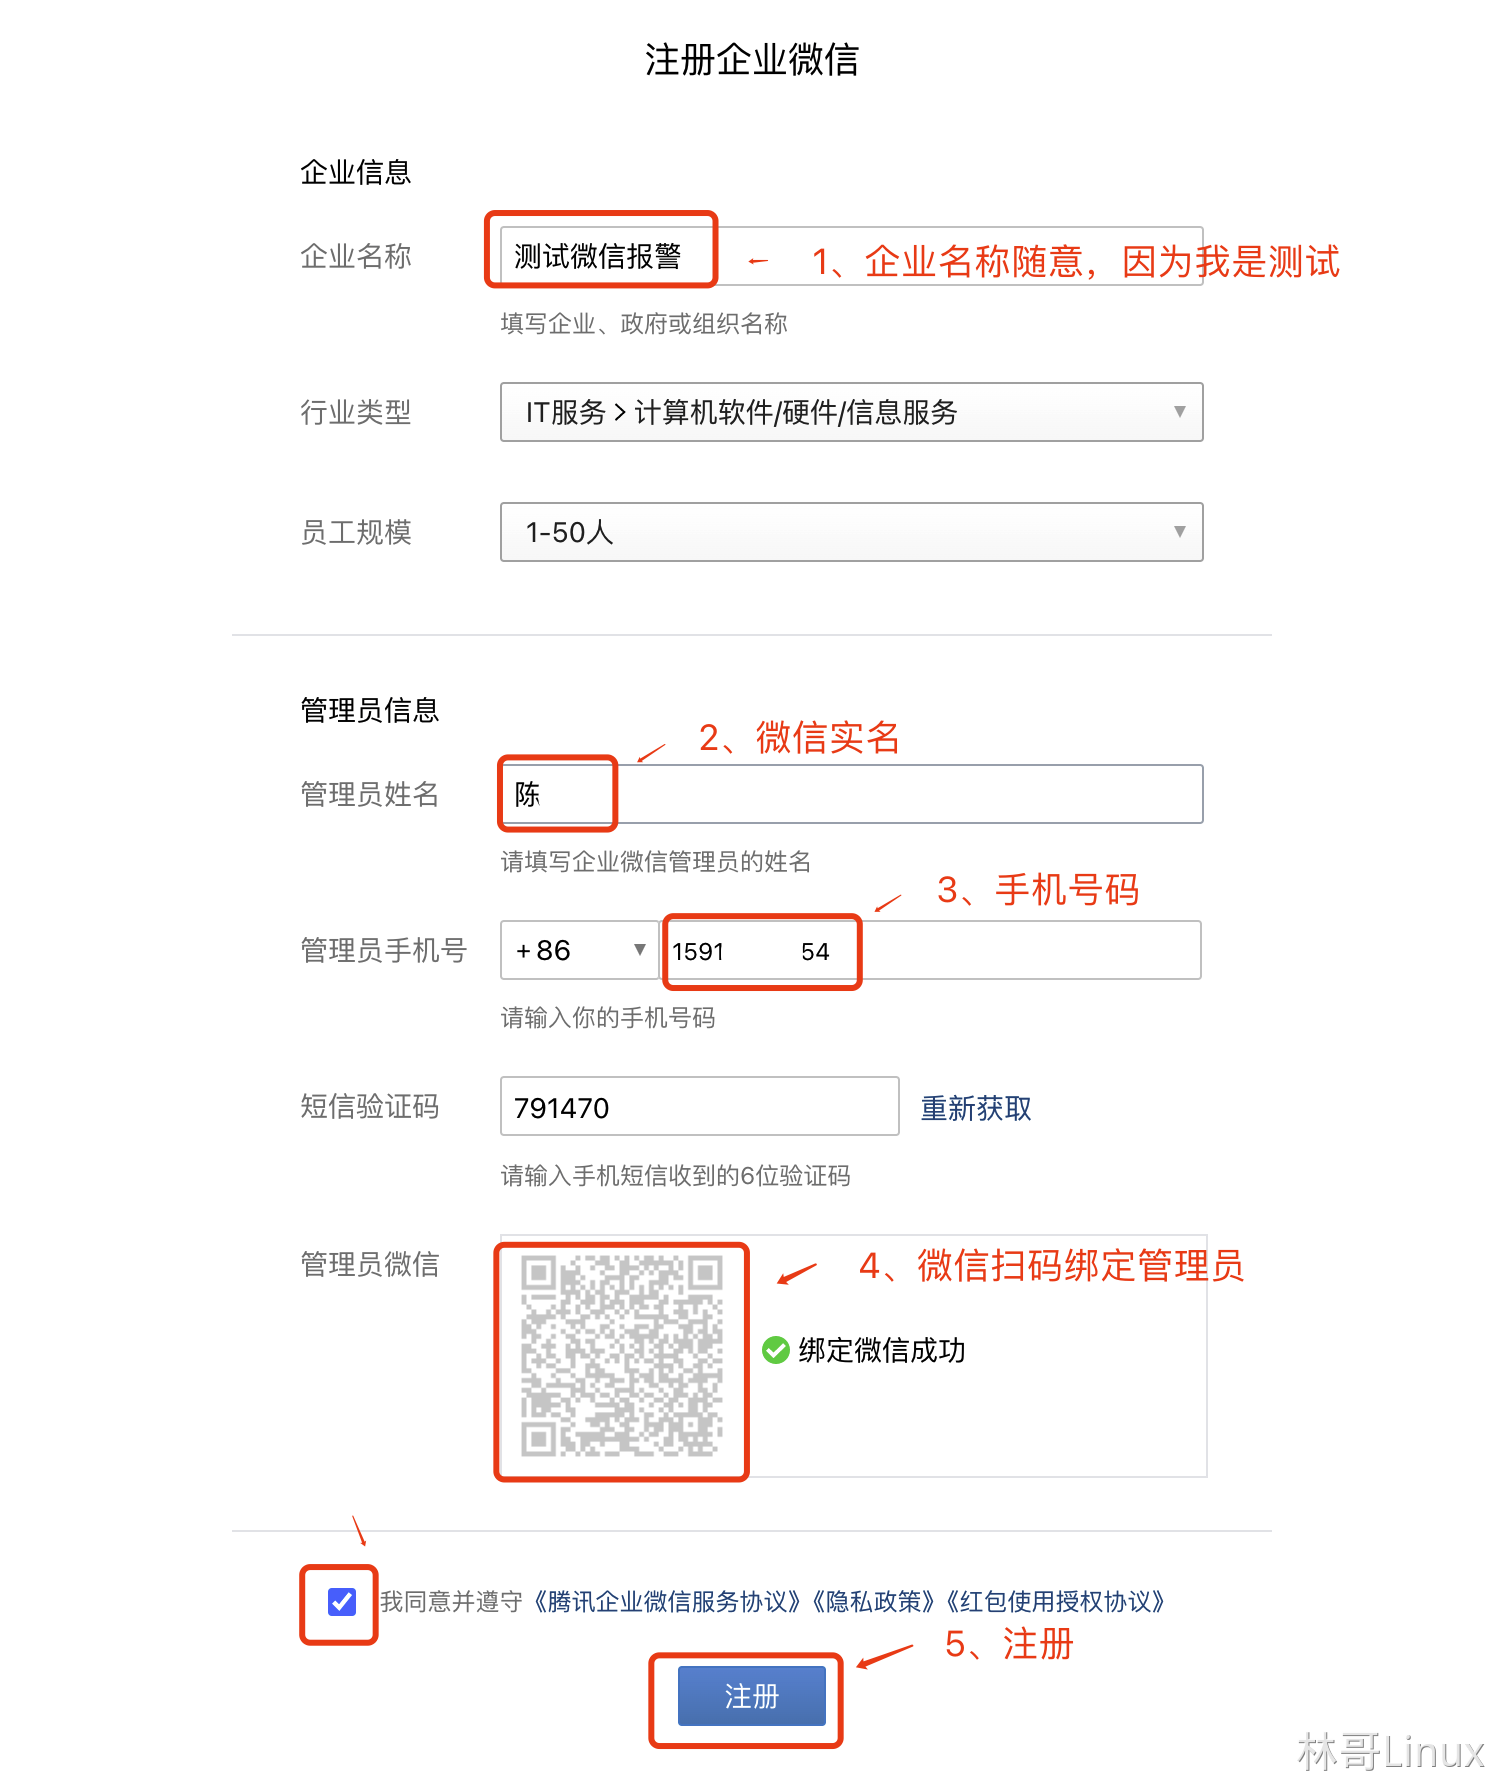 注册企业微信
企业信息
企业名称
测试微信报警
1、企业名称随意，因为我是测试
填写企业、政府或组织名称
行业类型
IT服务 > 计算机软件/硬件/信息服务
员工规模
1-50人
管理员信息
2、微信实名
管理员姓名
陈
请填写企业微信管理员的姓名
3、手机号码
管理员手机号
+86
1591 54
请输入你的手机号码
短信验证码
791470
重新获取
请输入手机短信收到的6位验证码
管理员微信
4、微信扫码绑定管理员
绑定微信成功
我同意并遵守《腾讯企业微信服务协议》《隐私政策》《红包使用授权协议》
5、注册
注册
林哥Linux